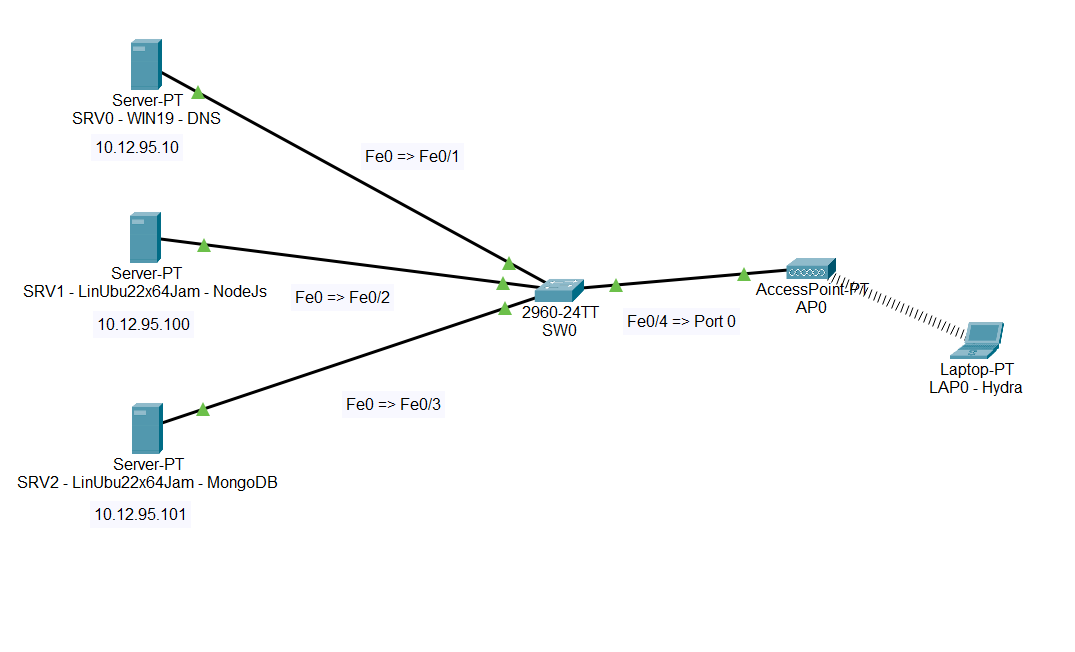 Server-PT
SRV0 - WIN19 - DNS
10.12.95.10
Fe0 => Fe0/1
Server-PT
SRV1 - LinUbu22x64Jam - NodeJs
10.12.95.100
Fe0 => Fe0/2
2960-24TT
SW0
Fe0/4 => Port 0
AccessPoint-PT
AP0
Laptop-PT
LAP0 - Hydra
Fe0 => Fe0/3
Server-PT
SRV2 - LinUbu22x64Jam - MongoDB
10.12.95.101